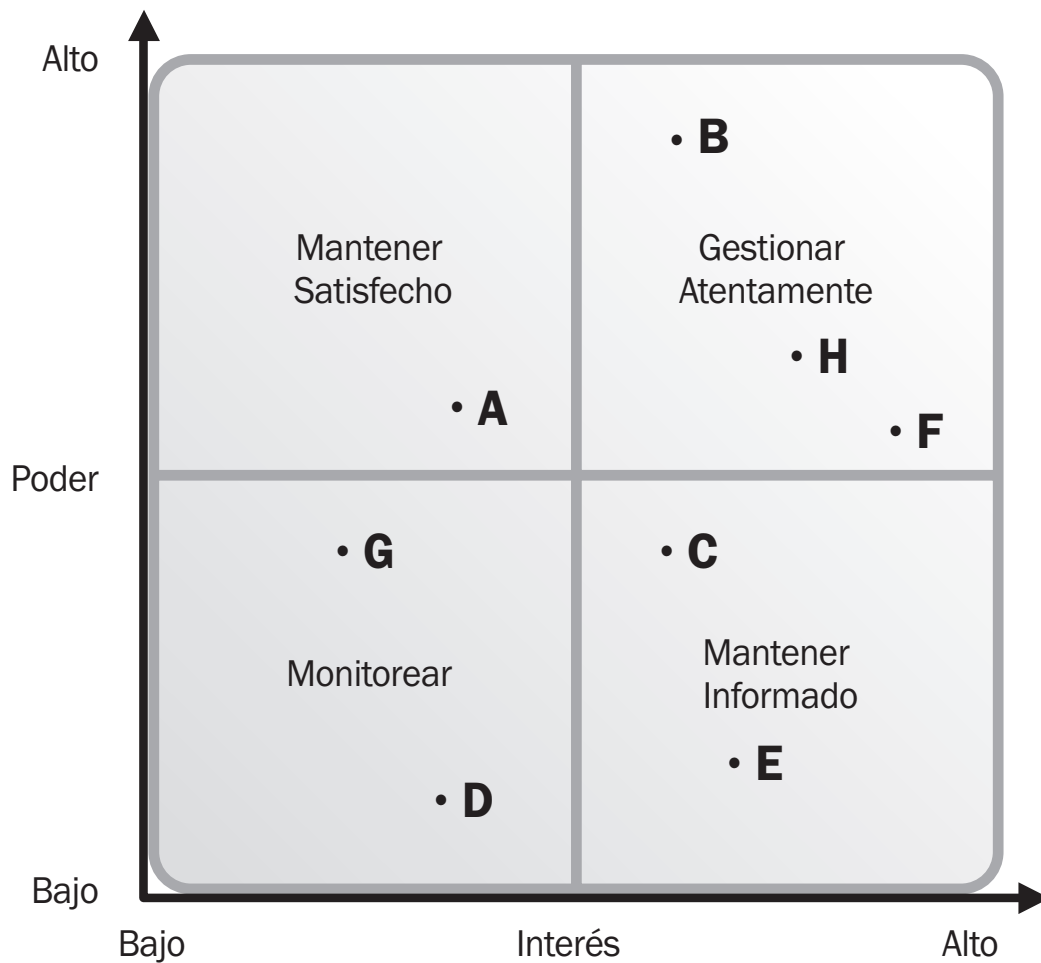 Alto
B
Mantener
Satisfecho
Gestionar
Atentamente
H
A
F
Poder
G
C
Monitorear
Mantener
Informado
E
D
Bajo
Bajo
Interés
Alto